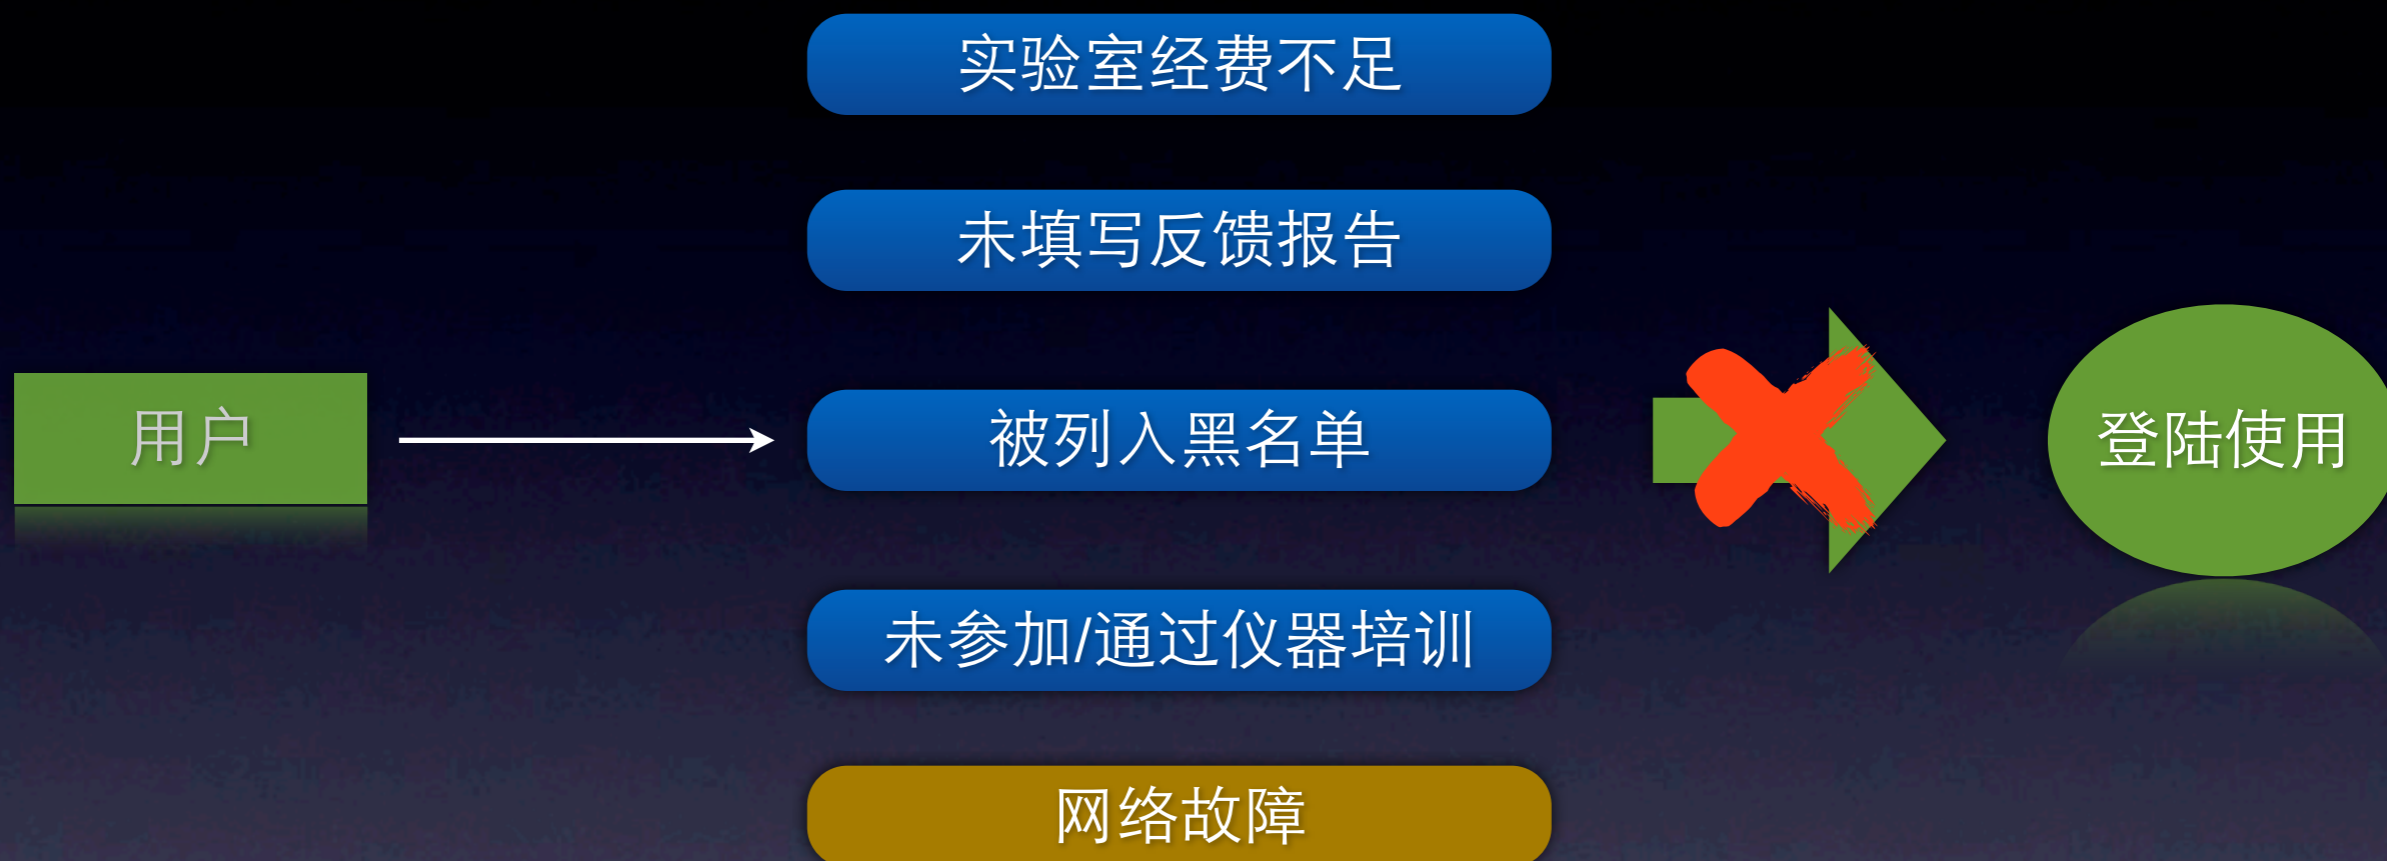 实验室经费不足
未填写反馈报告
用户
被列入黑名单
登陆使用
未参加/通过仪器培训
网络故障